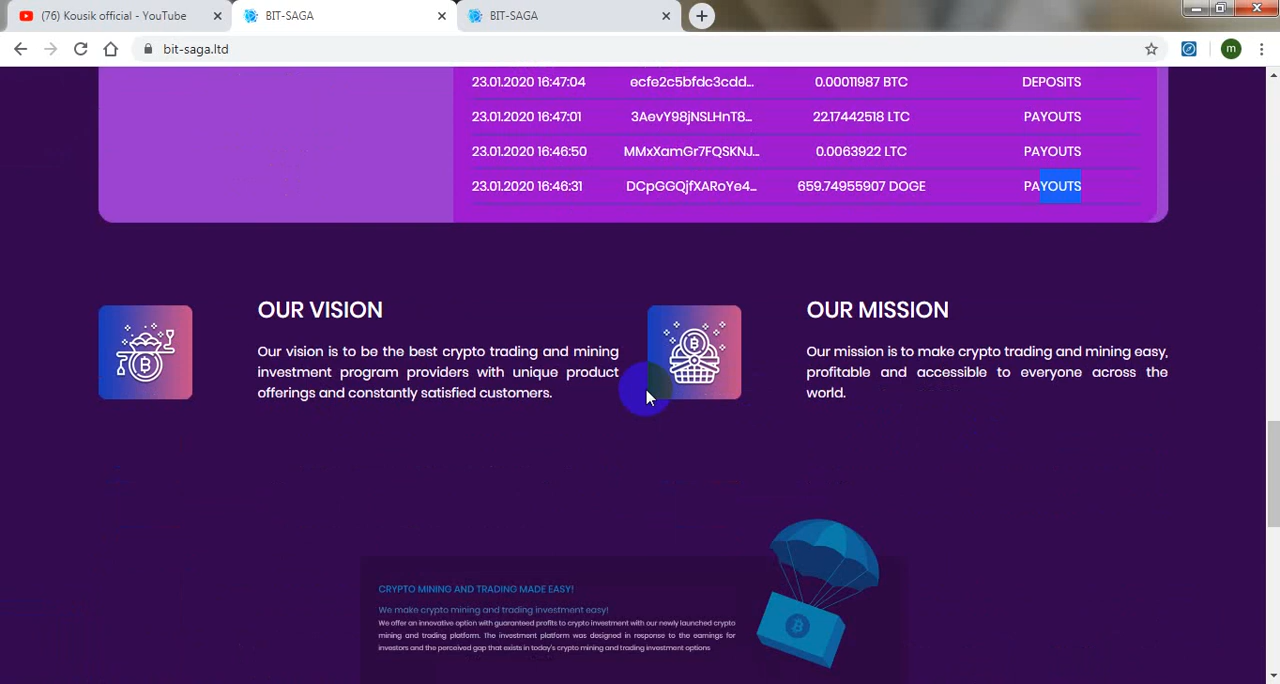 (76) Kousik official - YouTube
BIT-SAGA
BIT-SAGA
bit-saga.ltd
m
23.01.2020 16:47:04 ecfe2c5bfdc3cdd... 0.00011987 BTC DEPOSITS
23.01.2020 16:47:01 3AevY98jNSLHnT8... 22.17442518 LTC PAYOUTS
23.01.2020 16:46:50 MMxXamGr7FQSKNJ... 0.0063922 LTC PAYOUTS
23.01.2020 16:46:31 DCpGGQjfXARoYe4... 659.74955907 DOGE PAYOUTS
OUR VISION
Our vision is to be the best crypto trading and mining
investment program providers with unique product
offerings and constantly satisfied customers.
OUR MISSION
Our mission is to make crypto trading and mining easy,
profitable and accessible to everyone across the
world.
CRYPTO MINING AND TRADING MADE EASY!
We make crypto mining and trading investment easy!
We offer an innovative option with guaranteed profits to crypto investment with our newly launched crypto
mining and trading platform. The investment platform was designed in response to the earnings for
investors and the perceived gap that exists in today's crypto mining and trading investment options